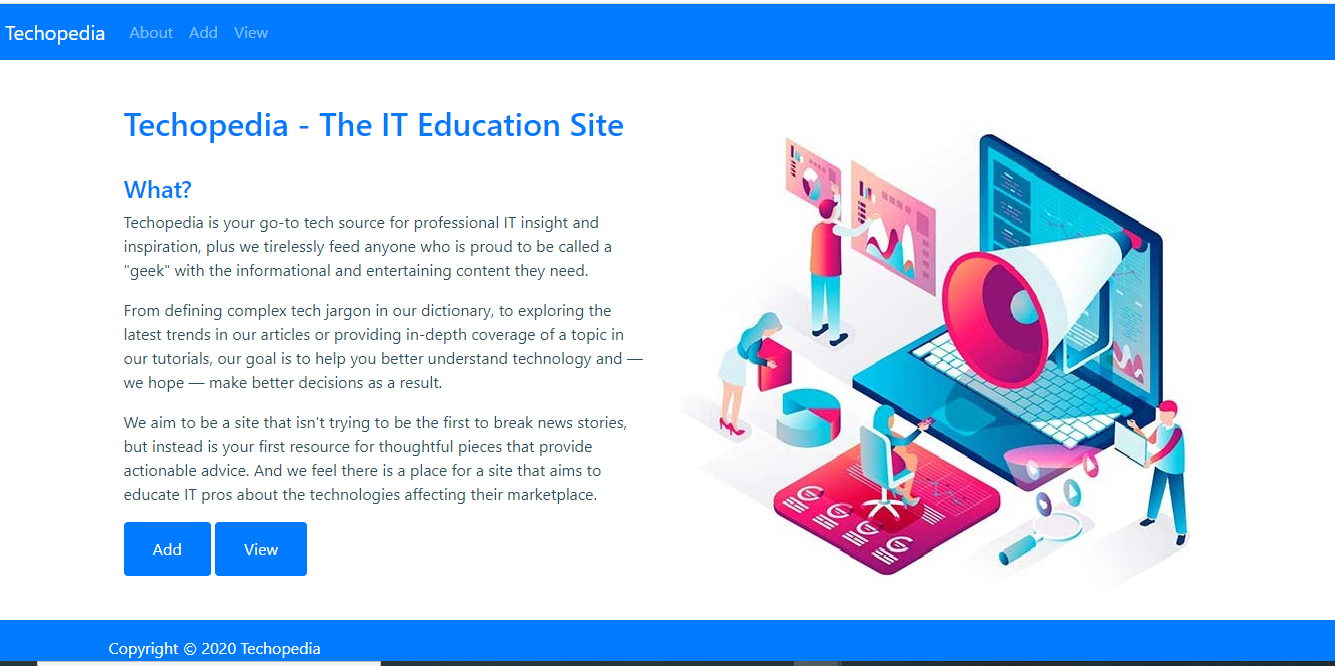 Techopedia About Add View
Techopedia - The IT Education Site
What?
Techopedia is your go-to tech source for professional IT insight and
inspiration, plus we tirelessly feed anyone who is proud to be called a
"geek" with the informational and entertaining content they need.
From defining complex tech jargon in our dictionary, to exploring the
latest trends in our articles or providing in-depth coverage of a topic in
our tutorials, our goal is to help you better understand technology and —
we hope — make better decisions as a result.
We aim to be a site that isn't trying to be the first to break news stories,
but instead is your first resource for thoughtful pieces that provide
actionable advice. And we feel there is a place for a site that aims to
educate IT pros about the technologies affecting their marketplace.
Add View
Copyright © 2020 Techopedia